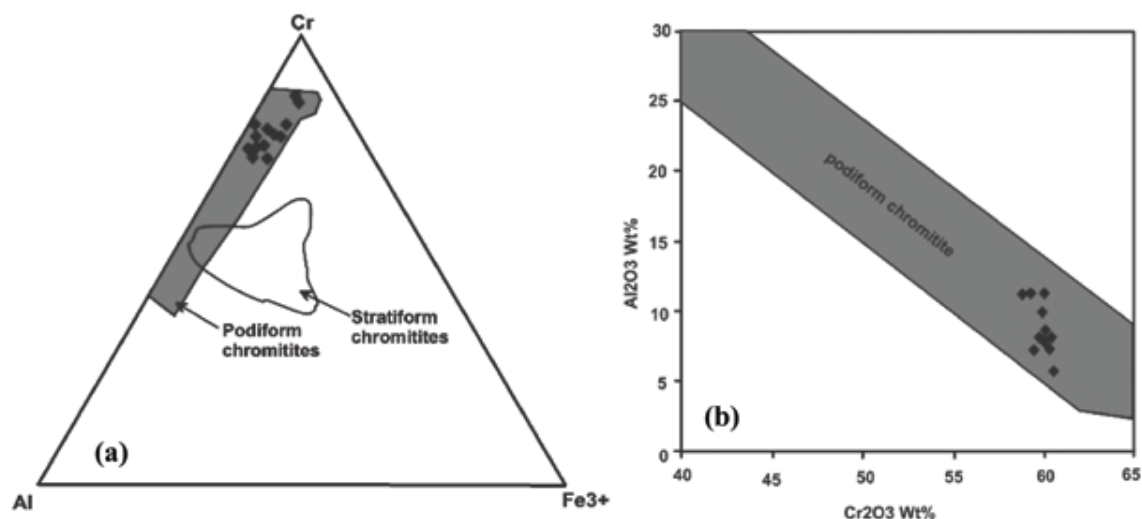 Cr
Podiform
chromitites
Stratiform
chromitites
(a)
Al
Fe3+
30
25
20
15
10
5
0
Al2O3 Wt%
podiform chromitite
(b)
40
45
50
55
60
65
Cr2O3 Wt%